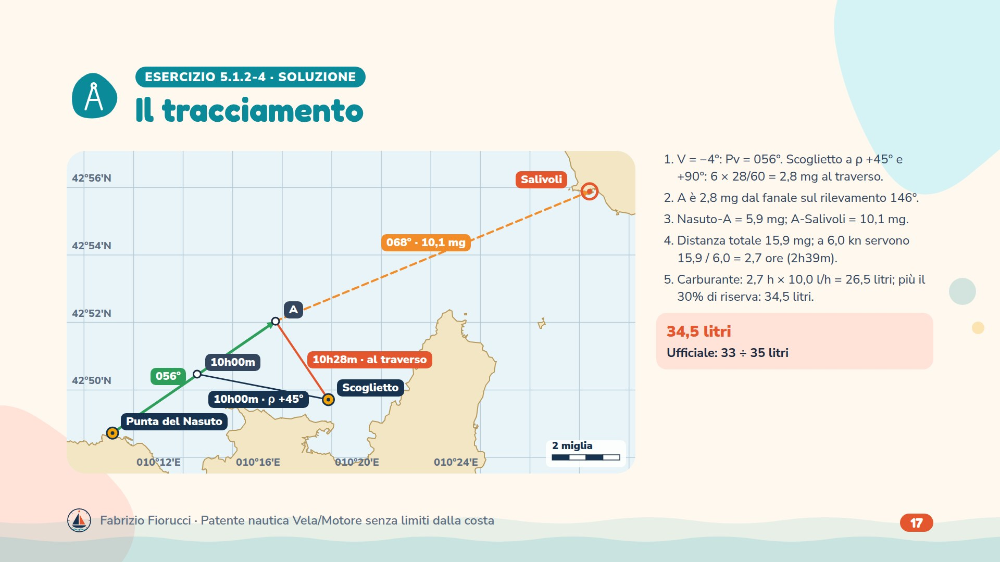 ESERCIZIO 5.1.2-4 · SOLUZIONE
Il tracciamento
42°56'N
42°54'N
42°52'N
42°50'N
010°12'E
010°16'E
010°20'E
010°24'E
Salivoli
068° · 10,1 mg
A
10h00m
056°
10h28m · al traverso
Scoglietto
10h00m · ρ +45°
Punta del Nasuto
2 miglia
1. V = −4°: Pv = 056°. Scoglietto a ρ +45° e
+90°: 6 × 28/60 = 2,8 mg al traverso.
2. A è 2,8 mg dal fanale sul rilevamento 146°.
3. Nasuto-A = 5,9 mg; A-Salivoli = 10,1 mg.
4. Distanza totale 15,9 mg; a 6,0 kn servono
15,9 / 6,0 = 2,7 ore (2h39m).
5. Carburante: 2,7 h × 10,0 l/h = 26,5 litri; più il
30% di riserva: 34,5 litri.
34,5 litri
Ufficiale: 33 ÷ 35 litri
Fabrizio Fiorucci · Patente nautica Vela/Motore senza limiti dalla costa
17